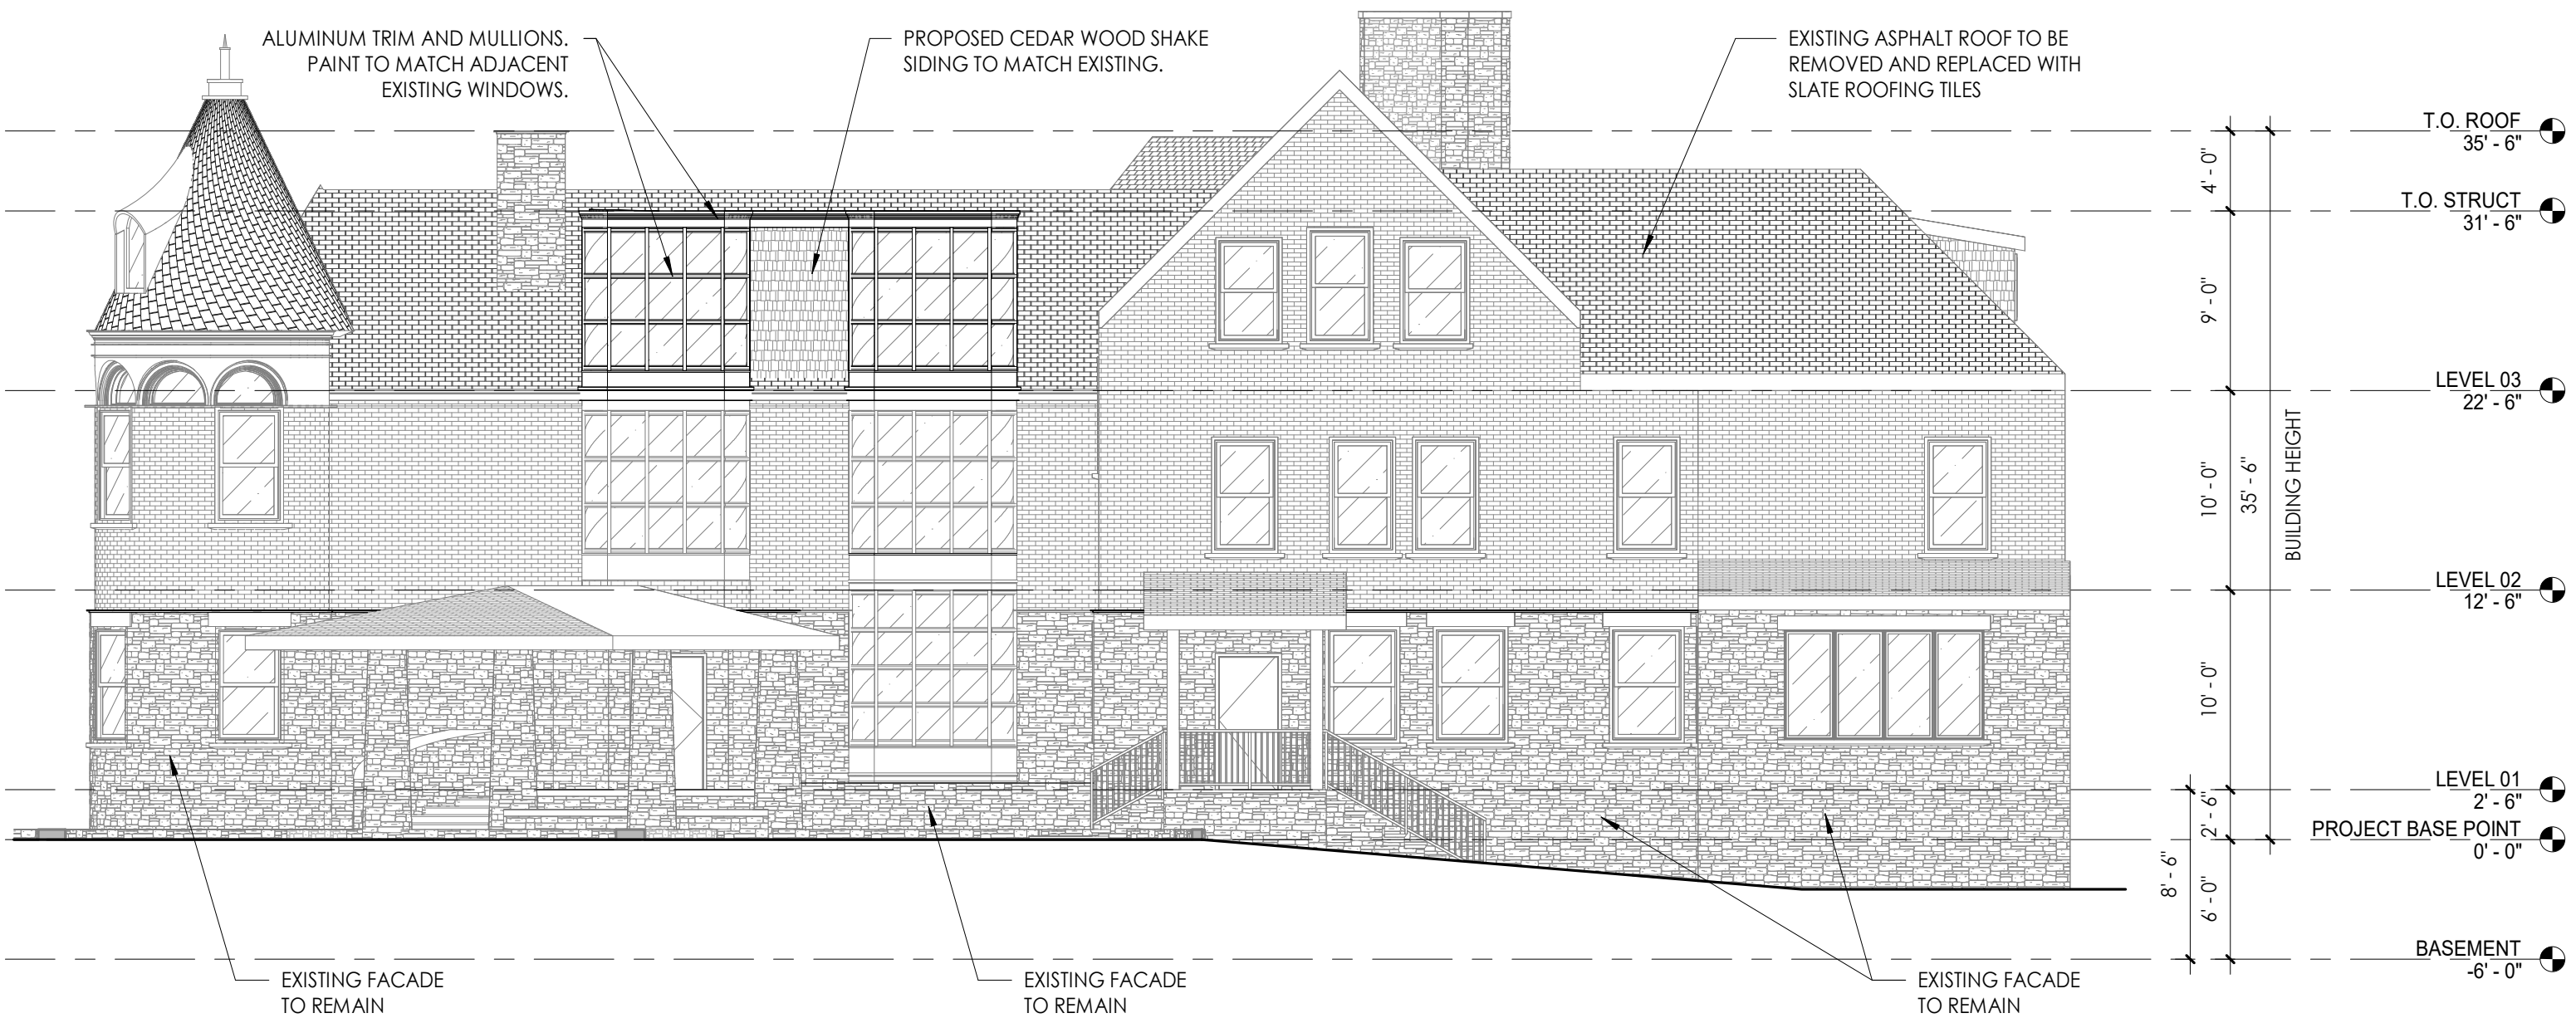 ALUMINUM TRIM AND MULLIONS.
PAINT TO MATCH ADJACENT
EXISTING WINDOWS.
PROPOSED CEDAR WOOD SHAKE
SIDING TO MATCH EXISTING.
EXISTING ASPHALT ROOF TO BE
REMOVED AND REPLACED WITH
SLATE ROOFING TILES
T.O. ROOF
35' - 6"
4' - 0"
T.O. STRUCT
31' - 6"
9' - 0"
LEVEL 03
22' - 6"
10' - 0"
35' - 6"
BUILDING HEIGHT
LEVEL 02
12' - 6"
10' - 0"
LEVEL 01
2' - 6"
2' - 6"
PROJECT BASE POINT
0' - 0"
8' - 6"
6' - 0"
BASEMENT
-6' - 0"
EXISTING FACADE
TO REMAIN
EXISTING FACADE
TO REMAIN
EXISTING FACADE
TO REMAIN